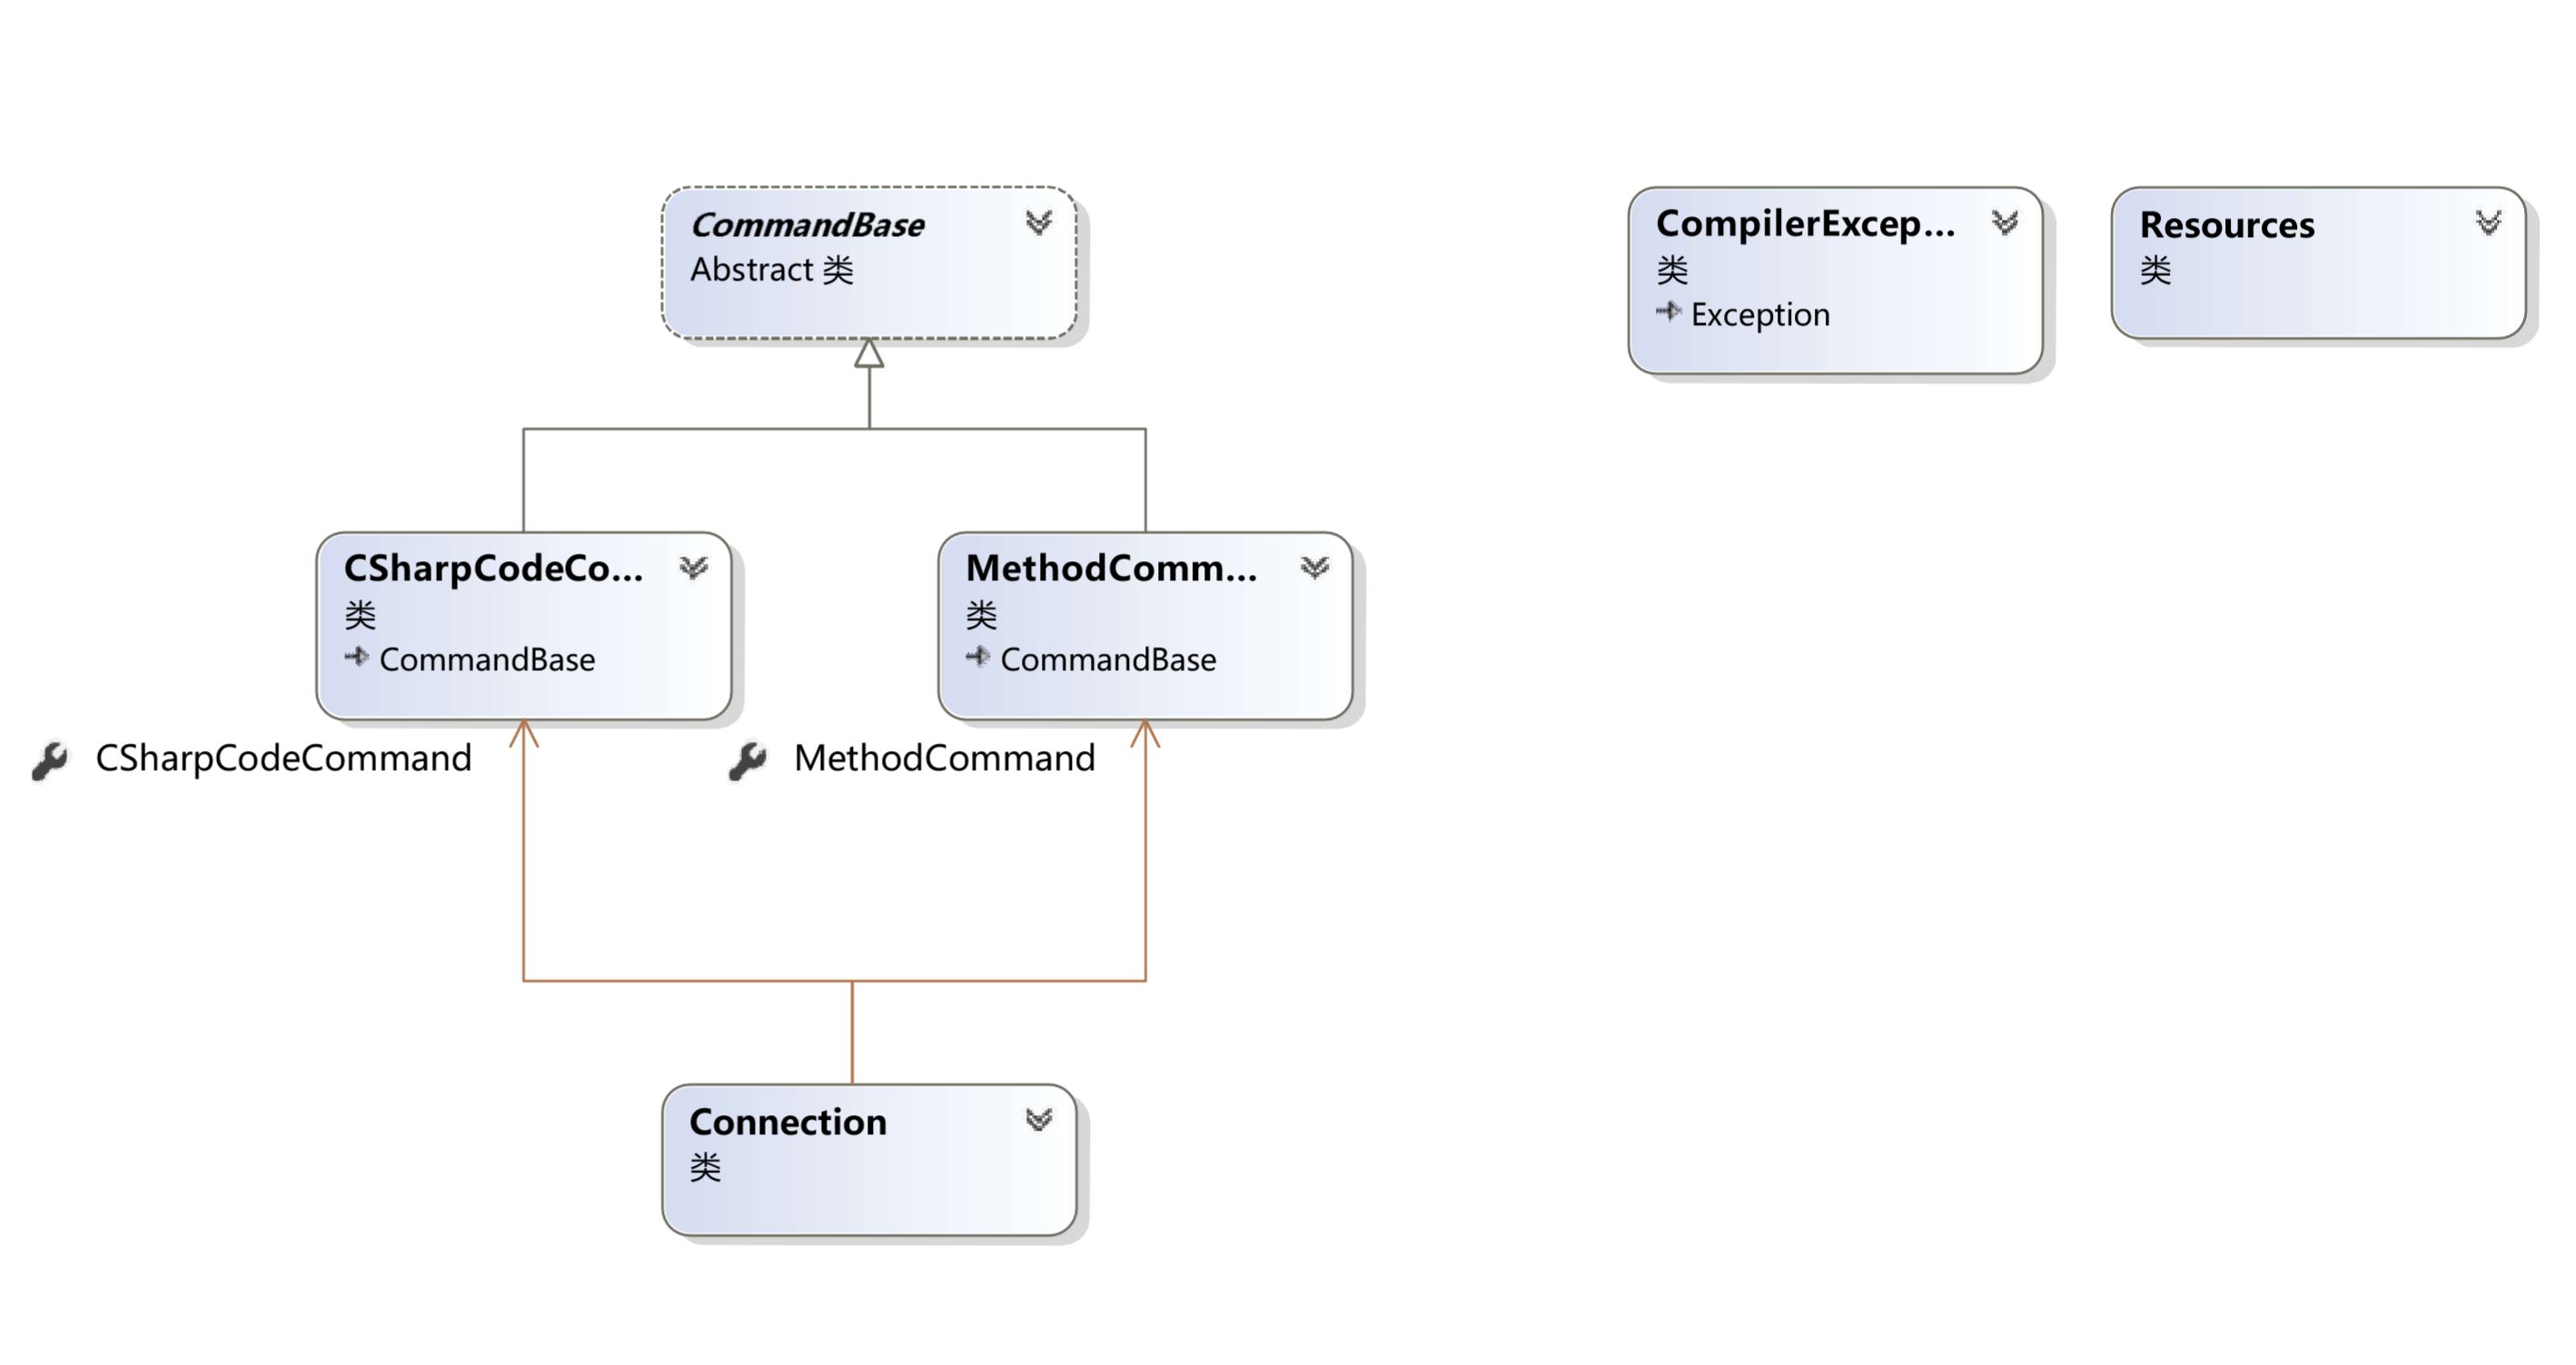 CommandBase
Abstract 类
CompilerExcep...
类
Exception
Resources
类
CSharpCodeCo...
类
CommandBase
MethodComm...
类
CommandBase
CSharpCodeCommand
MethodCommand
Connection
类